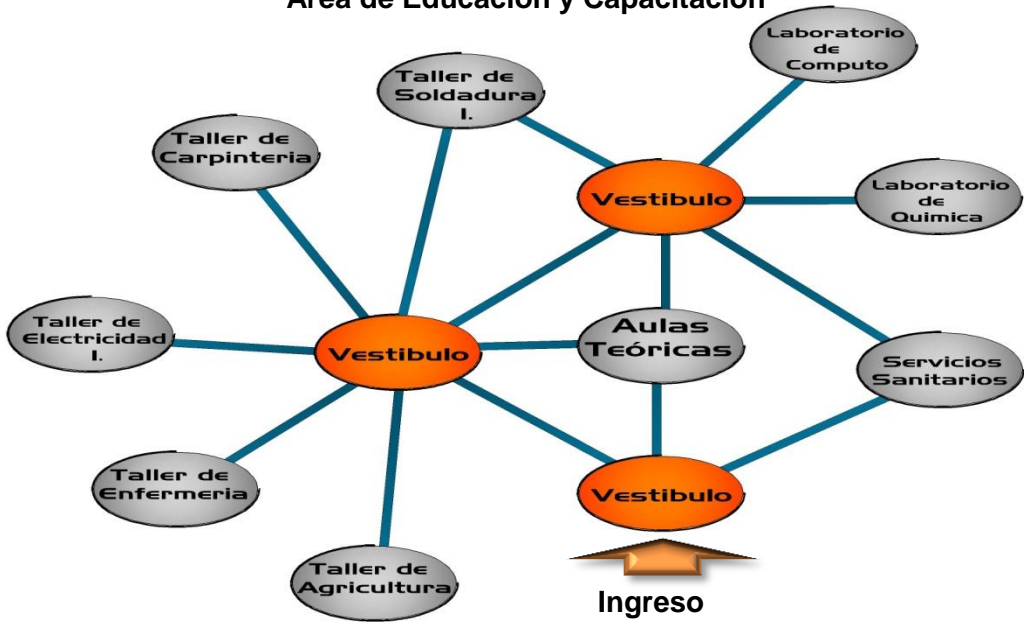 Área de Educación y Capacitación
Laboratorio
de
Computo
Taller de
Soldadura
I.
Taller de
Carpinteria
Vestibulo
Laboratorio
de
Quimica
Taller de
Electricidad
I.
Vestibulo
Aulas
Teóricas
Servicios
Sanitarios
Taller de
Enfermeria
Vestibulo
Taller de
Agricultura
Ingreso